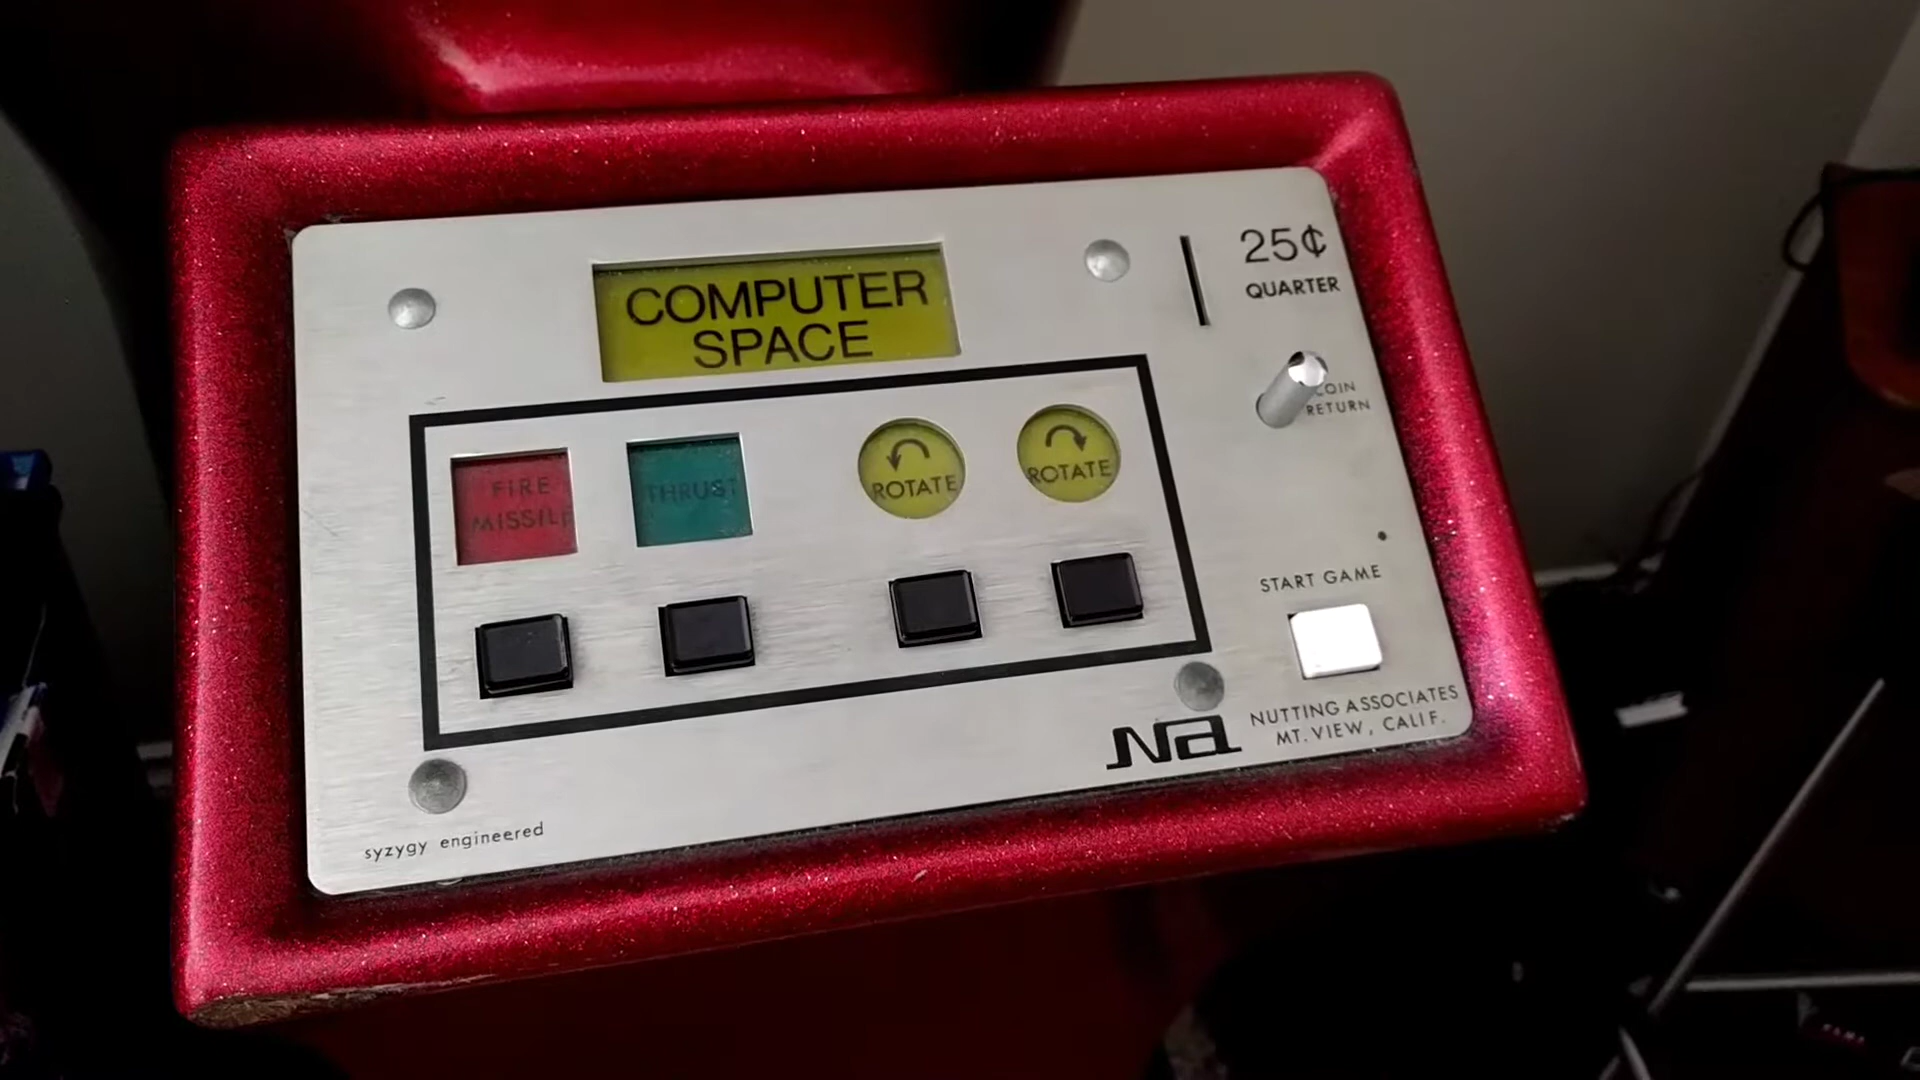 COMPUTER
SPACE
25¢
QUARTER
COIN
RETURN
FIRE
MISSILE
THRUST
ROTATE
ROTATE
START GAME
na
NUTTING ASSOCIATES
MT. VIEW, CALIF.
syzygy engineered